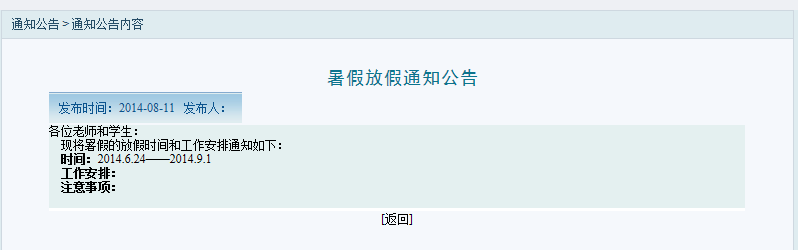 通知公告 > 通知公告内容
暑假放假通知公告
发布时间：2014-08-11 发布人：
各位老师和学生：
现将暑假的放假时间和工作安排通知如下：
时间：2014.6.24——2014.9.1
工作安排：
注意事项：
[返回]